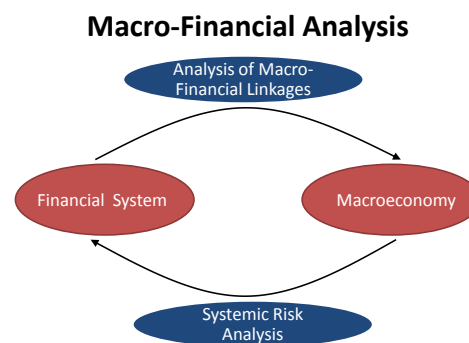 Macro-Financial Analysis
Analysis of Macro-
Financial Linkages
Financial System
Macroeconomy
Systemic Risk
Analysis